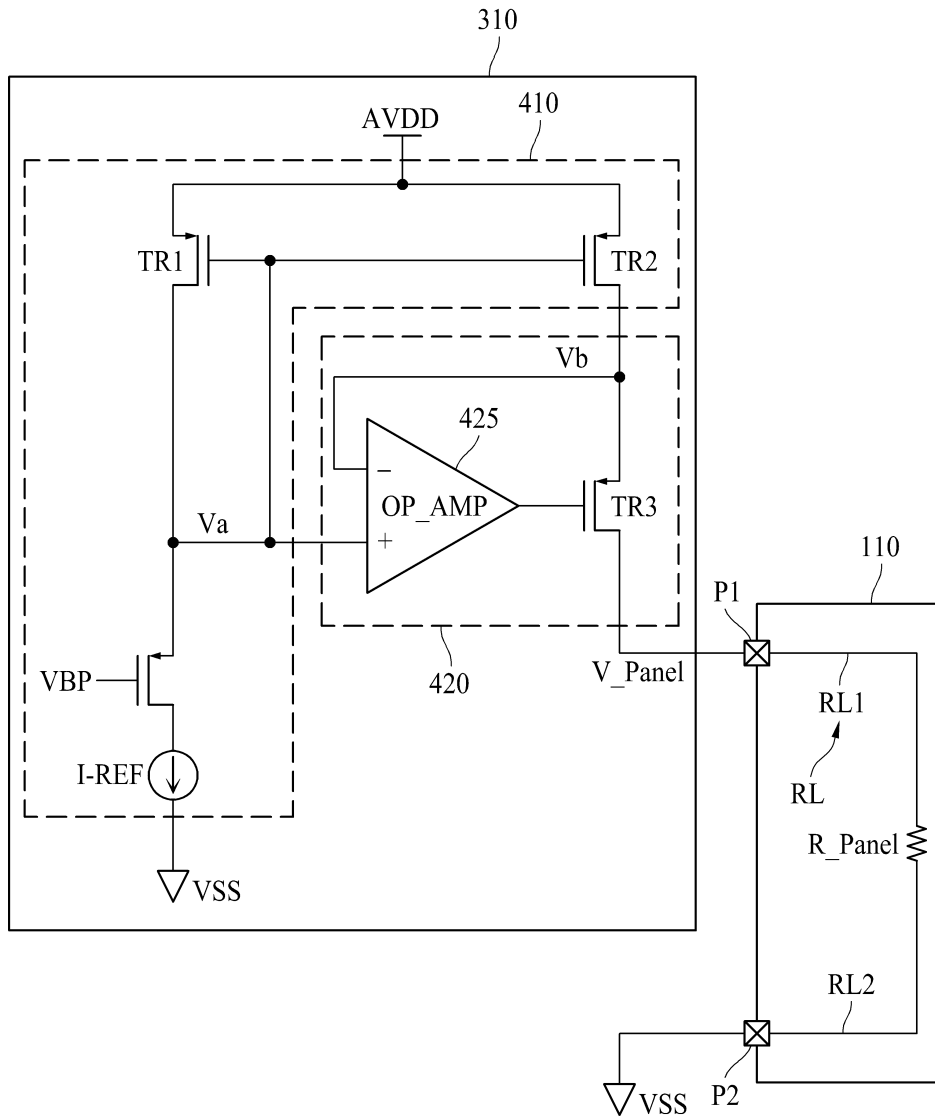 310
410
AVDD
TR1
TR2
Vb
425
−
OP_AMP
TR3
Va
+
110
P1
VBP
420
V_Panel
RL1
I-REF
RL
R_Panel
VSS
RL2
VSS
P2